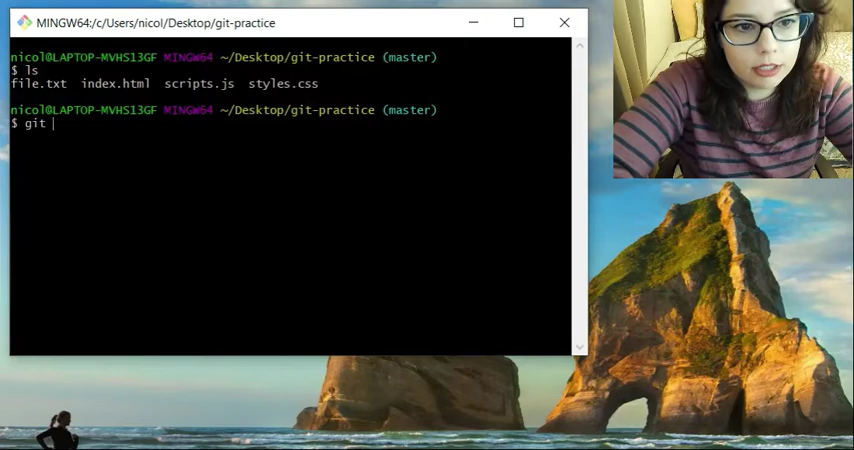 MINGW64:/c/Users/nicol/Desktop/git-practice
nicol@LAPTOP-MVHS13GF MINGW64 ~/Desktop/git-practice (master)
$ ls
file.txt  index.html  scripts.js  styles.css
nicol@LAPTOP-MVHS13GF MINGW64 ~/Desktop/git-practice (master)
$ git